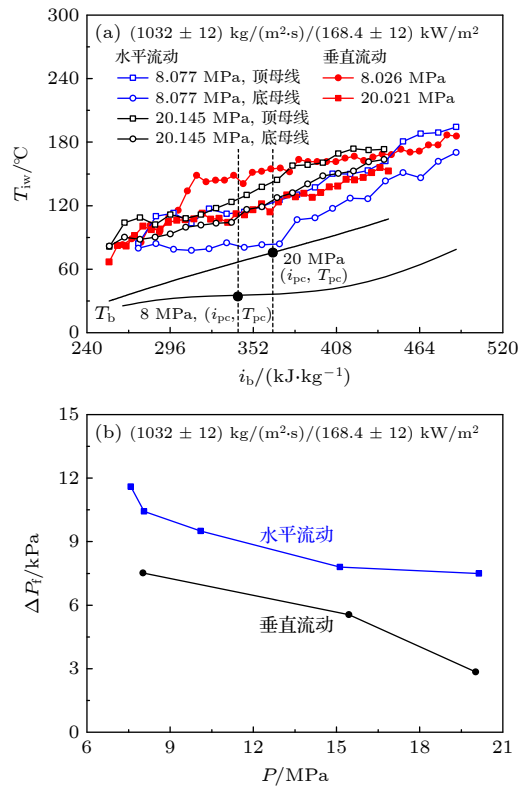 (a) (1032 ± 12) kg/(m²·s)/(168.4 ± 12) kW/m²
水平流动 垂直流动
8.077 MPa, 顶母线 8.026 MPa
8.077 MPa, 底母线 20.021 MPa
20.145 MPa, 顶母线
20.145 MPa, 底母线
300
240
180
120
60
0
T_iw/℃
20 MPa
(i_pc, T_pc)
T_b
8 MPa, (i_pc, T_pc)
240 296 352 408 464 520
i_b/(kJ·kg⁻¹)
(b) (1032 ± 12) kg/(m²·s)/(168.4 ± 12) kW/m²
15
12
9
6
3
0
ΔP_f/kPa
水平流动
垂直流动
6 9 12 15 18 21
P/MPa